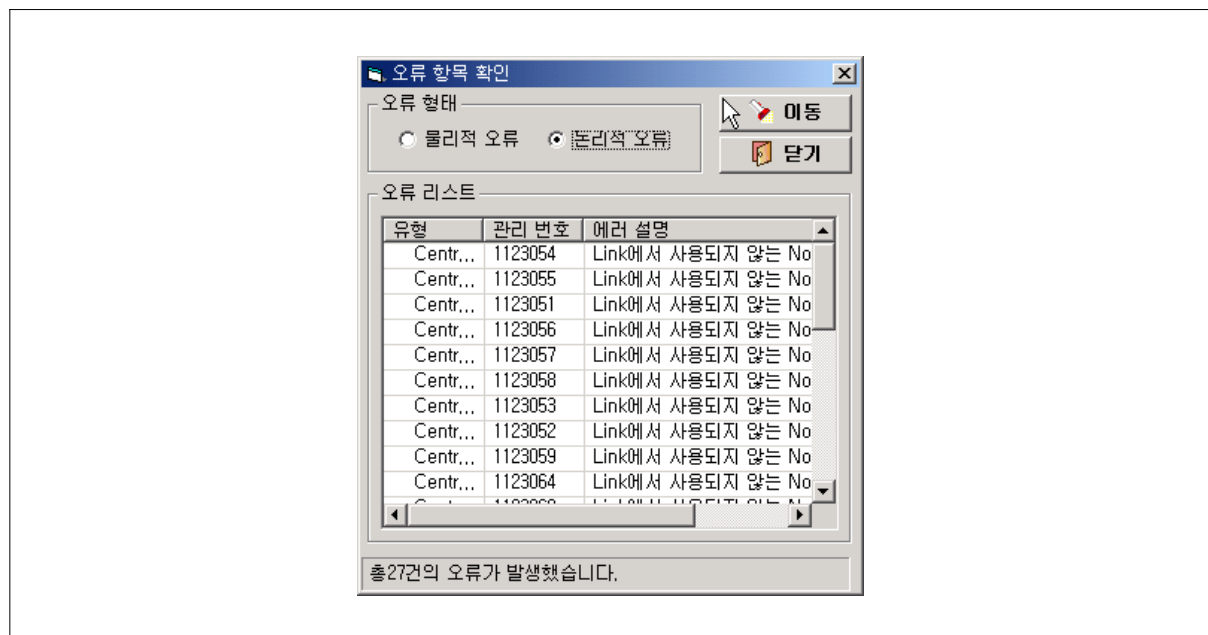 오류 항목 확인
오류 형태
물리적 오류 논리적 오류
이동
닫기
오류 리스트
유형 관리 번호 에러 설명
Centr... 1123054 Link에서 사용되지 않는 No
Centr... 1123055 Link에서 사용되지 않는 No
Centr... 1123051 Link에서 사용되지 않는 No
Centr... 1123056 Link에서 사용되지 않는 No
Centr... 1123057 Link에서 사용되지 않는 No
Centr... 1123058 Link에서 사용되지 않는 No
Centr... 1123053 Link에서 사용되지 않는 No
Centr... 1123052 Link에서 사용되지 않는 No
Centr... 1123059 Link에서 사용되지 않는 No
Centr... 1123064 Link에서 사용되지 않는 No
총27건의 오류가 발생했습니다.